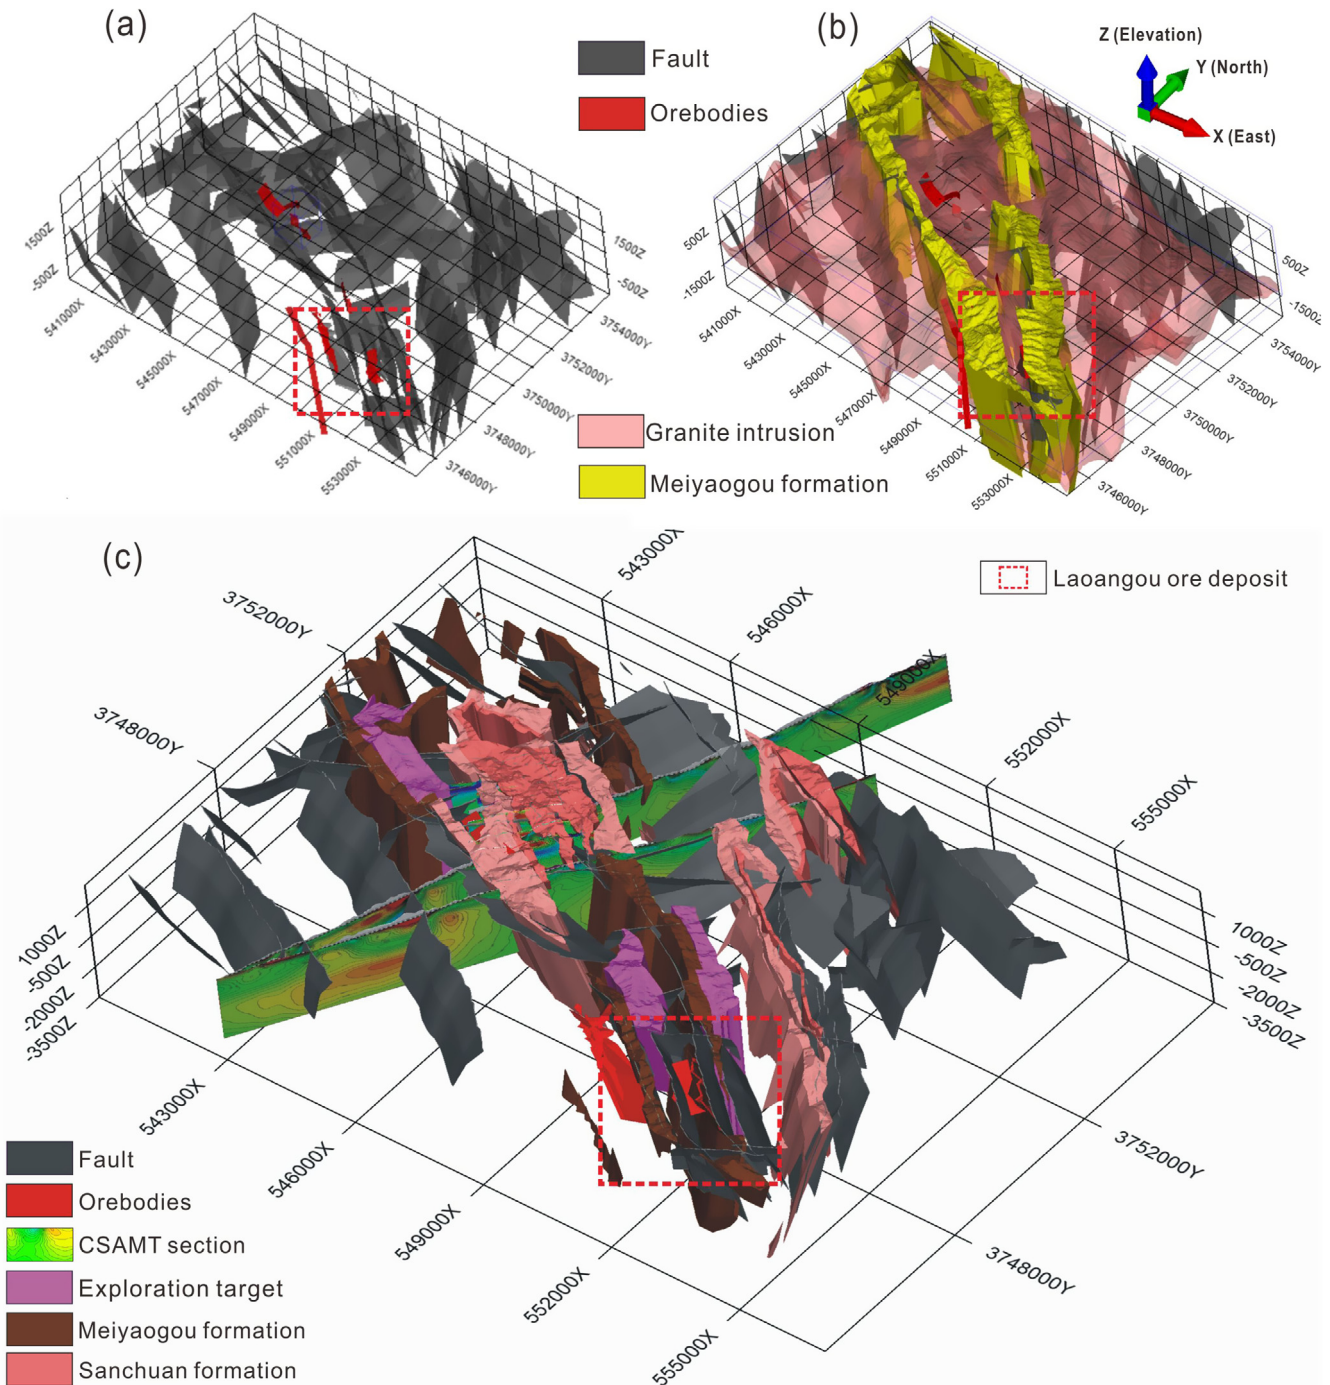 (a)
Fault
Orebodies
1500Z
-500Z
541000X
543000X
545000X
547000X
549000X
551000X
553000X
1500Z
-500Z
3754000Y
3752000Y
3750000Y
3748000Y
3746000Y
(b)
Z (Elevation)
Y (North)
X (East)
500Z
-1500Z
541000X
543000X
545000X
547000X
549000X
551000X
553000X
500Z
-1500Z
3754000Y
3752000Y
3750000Y
3748000Y
3746000Y
Granite intrusion
Meiyaogou formation
(c)
Laoangou ore deposit
543000X
546000X
549000X
552000X
555000X
3752000Y
3748000Y
1000Z
-500Z
-2000Z
-3500Z
1000Z
-500Z
-2000Z
-3500Z
543000X
546000X
549000X
552000X
555000X
3752000Y
3748000Y
Fault
Orebodies
CSAMT section
Exploration target
Meiyaogou formation
Sanchuan formation